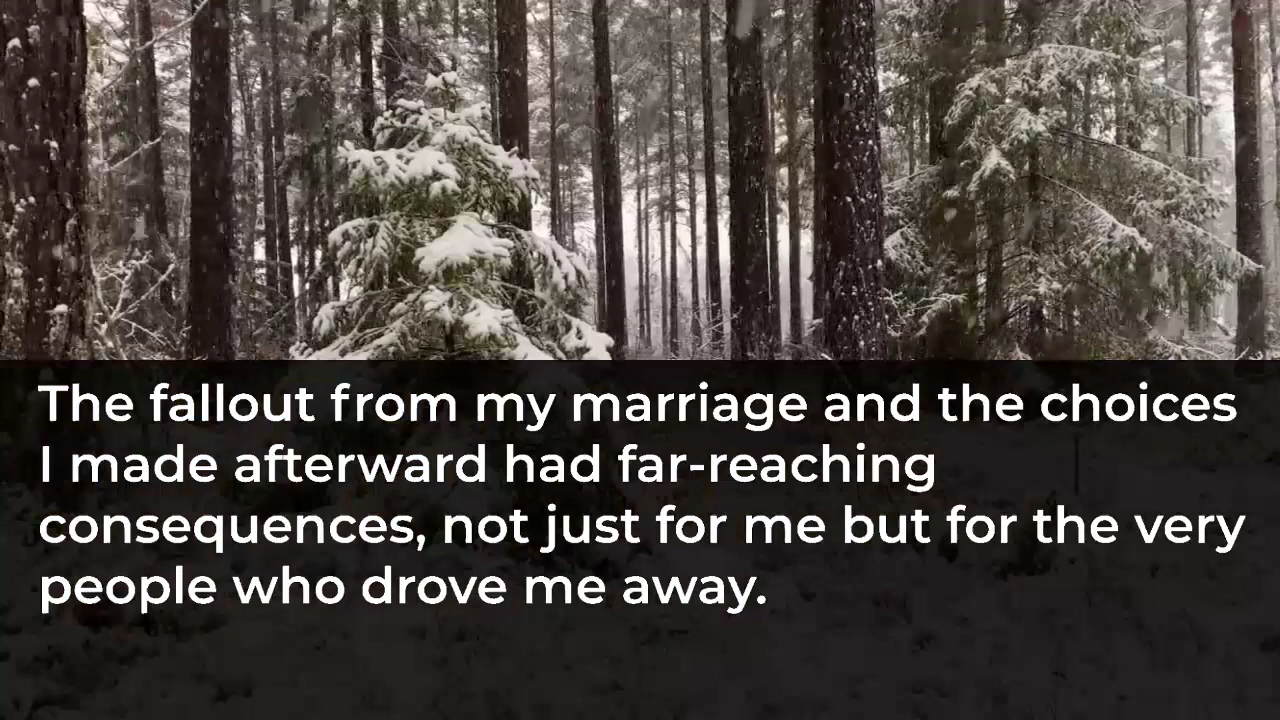 The fallout from my marriage and the choices
I made afterward had far-reaching
consequences, not just for me but for the very
people who drove me away.